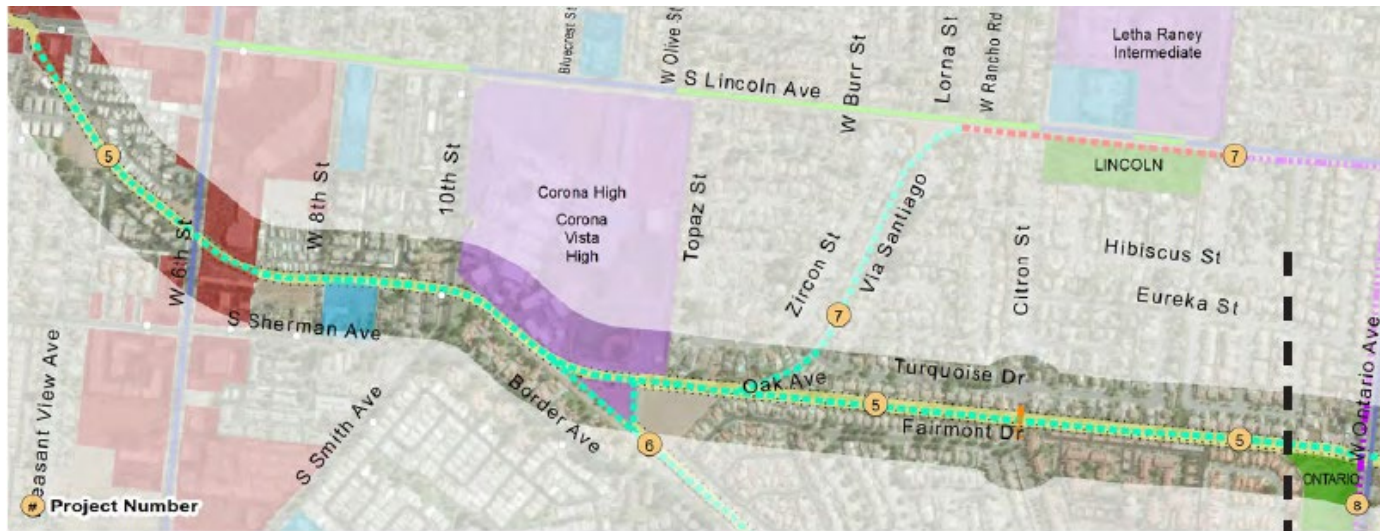 Bluecrest St
W Olive St
S Lincoln Ave
W Burr St
Lorna St
W Rancho Rd
Letha Raney
Intermediate
7
LINCOLN
5
W 6th St
W 8th St
10th St
Corona High
Corona
Vista
High
Topaz St
Zircon St
Via Santiago
7
Citron St
Hibiscus St
Eureka St
W Ontario Ave
S Sherman Ave
easant View Ave
S Smith Ave
Border Ave
Oak Ave
Turquoise Dr
5
Fairmont Dr
5
6
ONTARIO
8
# Project Number